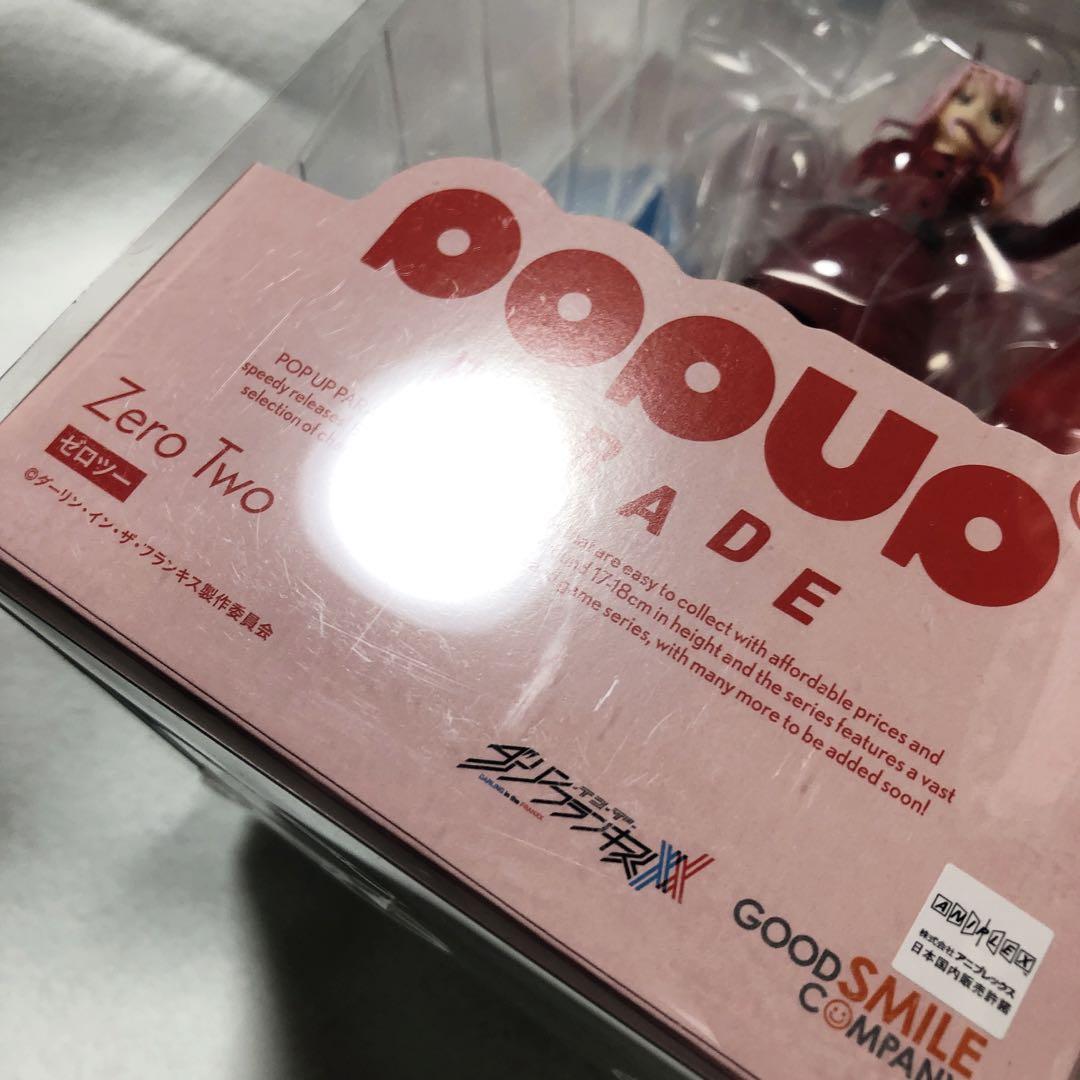 POPUP
PARADE
POP UP PAR
speedy release
selection of ch
are easy to collect with affordable prices and
17-18cm in height and the series features a vast
game series, with many more to be added soon!
Zero Two
ゼロツー
©ダーリン・イン・ザ・フランキス製作委員会
ダーリン・イン・ザ・フランキス
DARLING in the FRANXX
XX
GOOD SMILE
COMPANY
ANIPLEX
株式会社アニプレックス
日本国内販売許諾